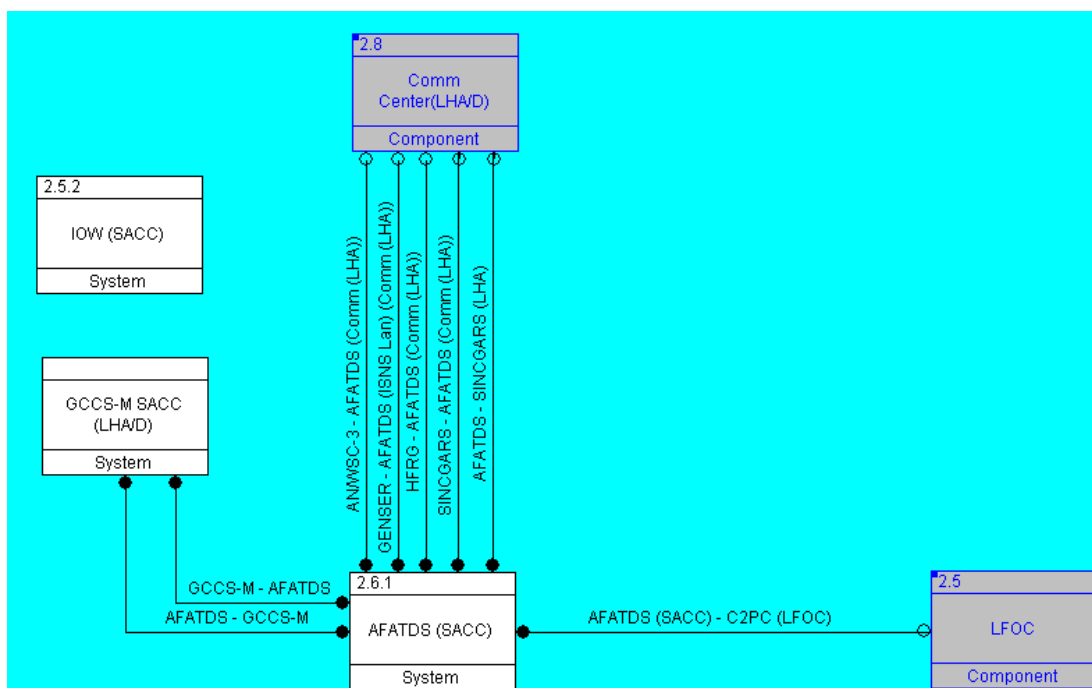 2.8
Comm
Center(LHA/D)
Component
2.5.2
IOW (SACC)
System
GCCS-M SACC
(LHA/D)
System
AN/WSC-3 - AFATDS (Comm (LHA))
GENSER - AFATDS (ISNS Lan) (Comm (LHA))
HFRG - AFATDS (Comm (LHA))
SINCGARS - AFATDS (Comm (LHA))
AFATDS - SINCGARS (LHA)
GCCS-M - AFATDS
AFATDS - GCCS-M
2.6.1
AFATDS (SACC)
System
AFATDS (SACC) - C2PC (LFOC)
2.5
LFOC
Component